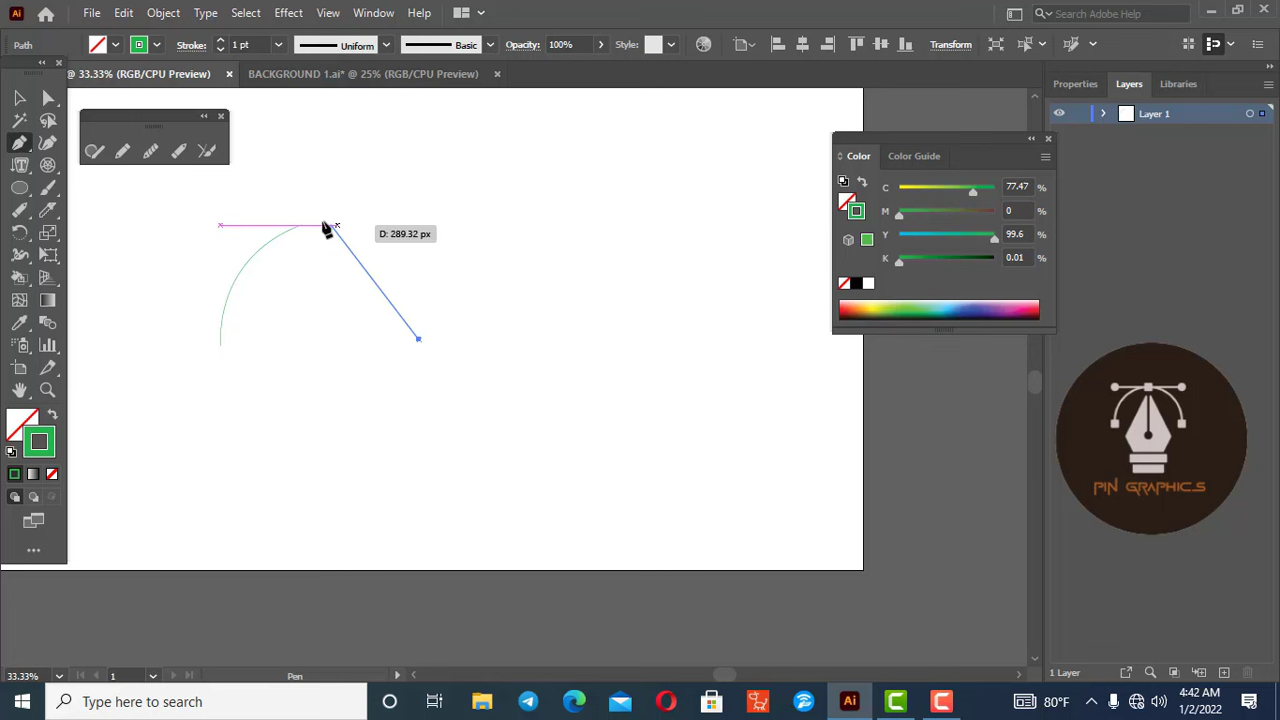 Ai File Edit Object Type Select Effect View Window Help Search Adobe Help
Path Stroke: 1 pt Uniform Basic Opacity: 100% Style: Transform
@ 33.33% (RGB/CPU Preview) BACKGROUND 1.ai* @ 25% (RGB/CPU Preview)
Properties Layers Libraries
Layer 1
Color Color Guide
C 77.47 %
M 0 %
Y 99.6 %
K 0.01 %
D: 289.32 px
PIN GRAPHICS
33.33% 1 Pen 1 Layer
Type here to search Ai 80°F 4:42 AM
1/2/2022